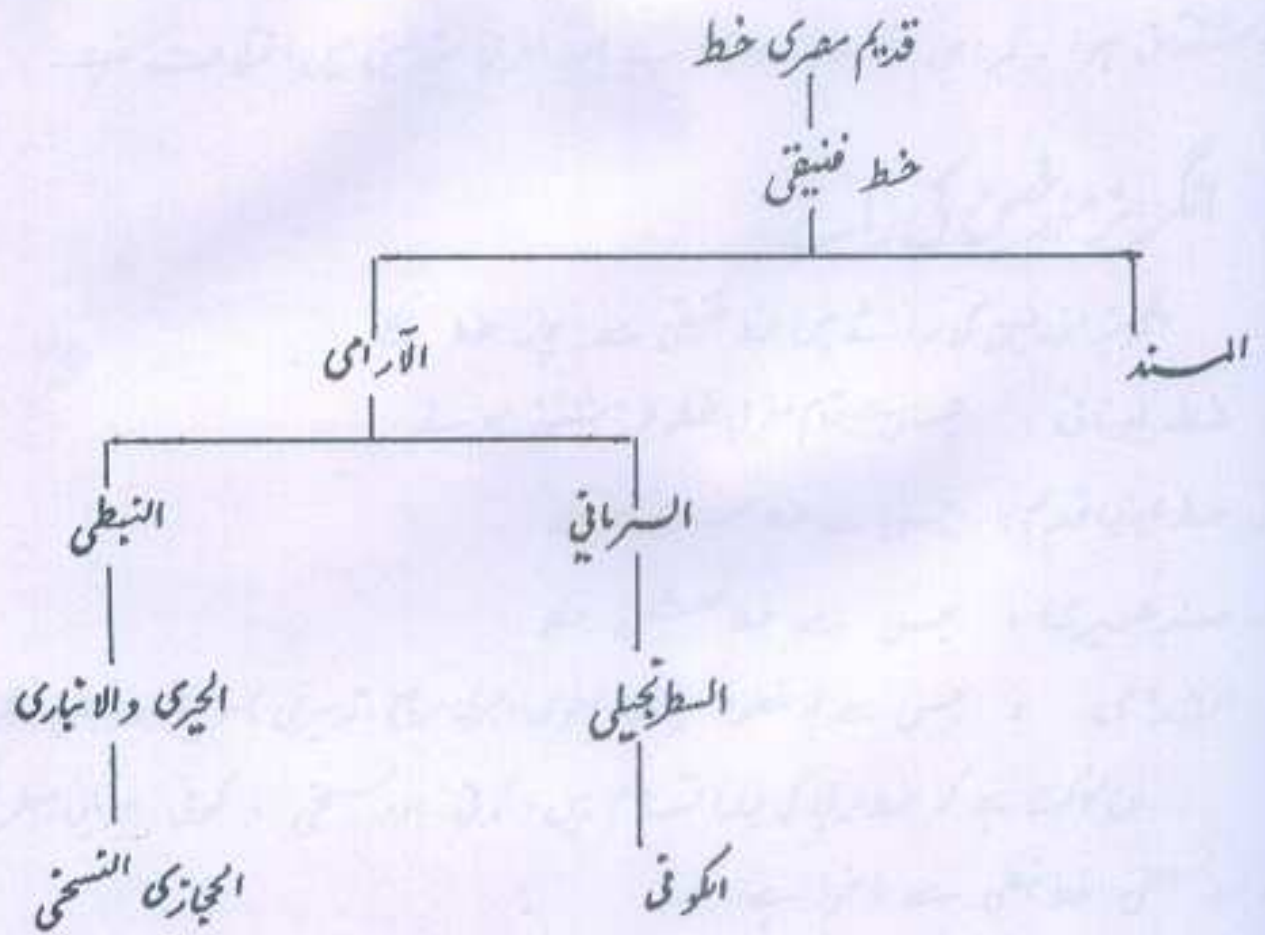 قدیم مصری خط
خط فنیقی
المسند
الآرامی
السریانی
النبطی
السطرنجیلی
الحیری والانباری
الکوفی
الحجازی النسخی